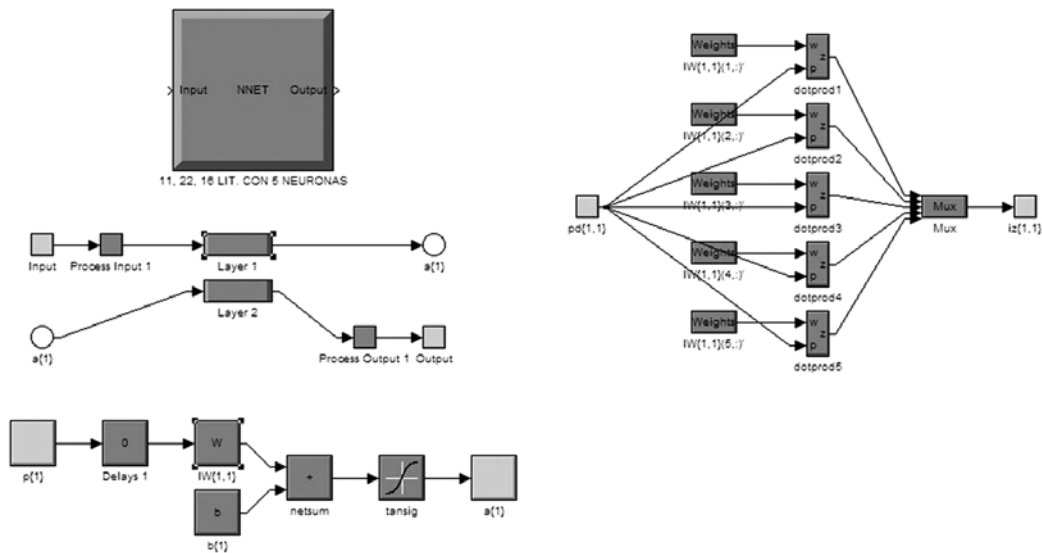 Input NNET Output
11, 22, 16 LIT. CON 5 NEURONAS
Input
Process Input 1
Layer 1
a{1}
Layer 2
a{1}
Process Output 1
Output
p{1}
0
Delays 1
W
IW{1,1}
b
b{1}
+
netsum
tansig
a{1}
pd{1,1}
Weights
IW{1,1}(1,:)'
w
p
z
dotprod1
Weights
IW{1,1}(2,:)'
w
p
z
dotprod2
Weights
IW{1,1}(3,:)'
w
p
z
dotprod3
Weights
IW{1,1}(4,:)'
w
p
z
dotprod4
Weights
IW{1,1}(5,:)'
w
p
z
dotprod5
Mux
Mux
iz{1,1}